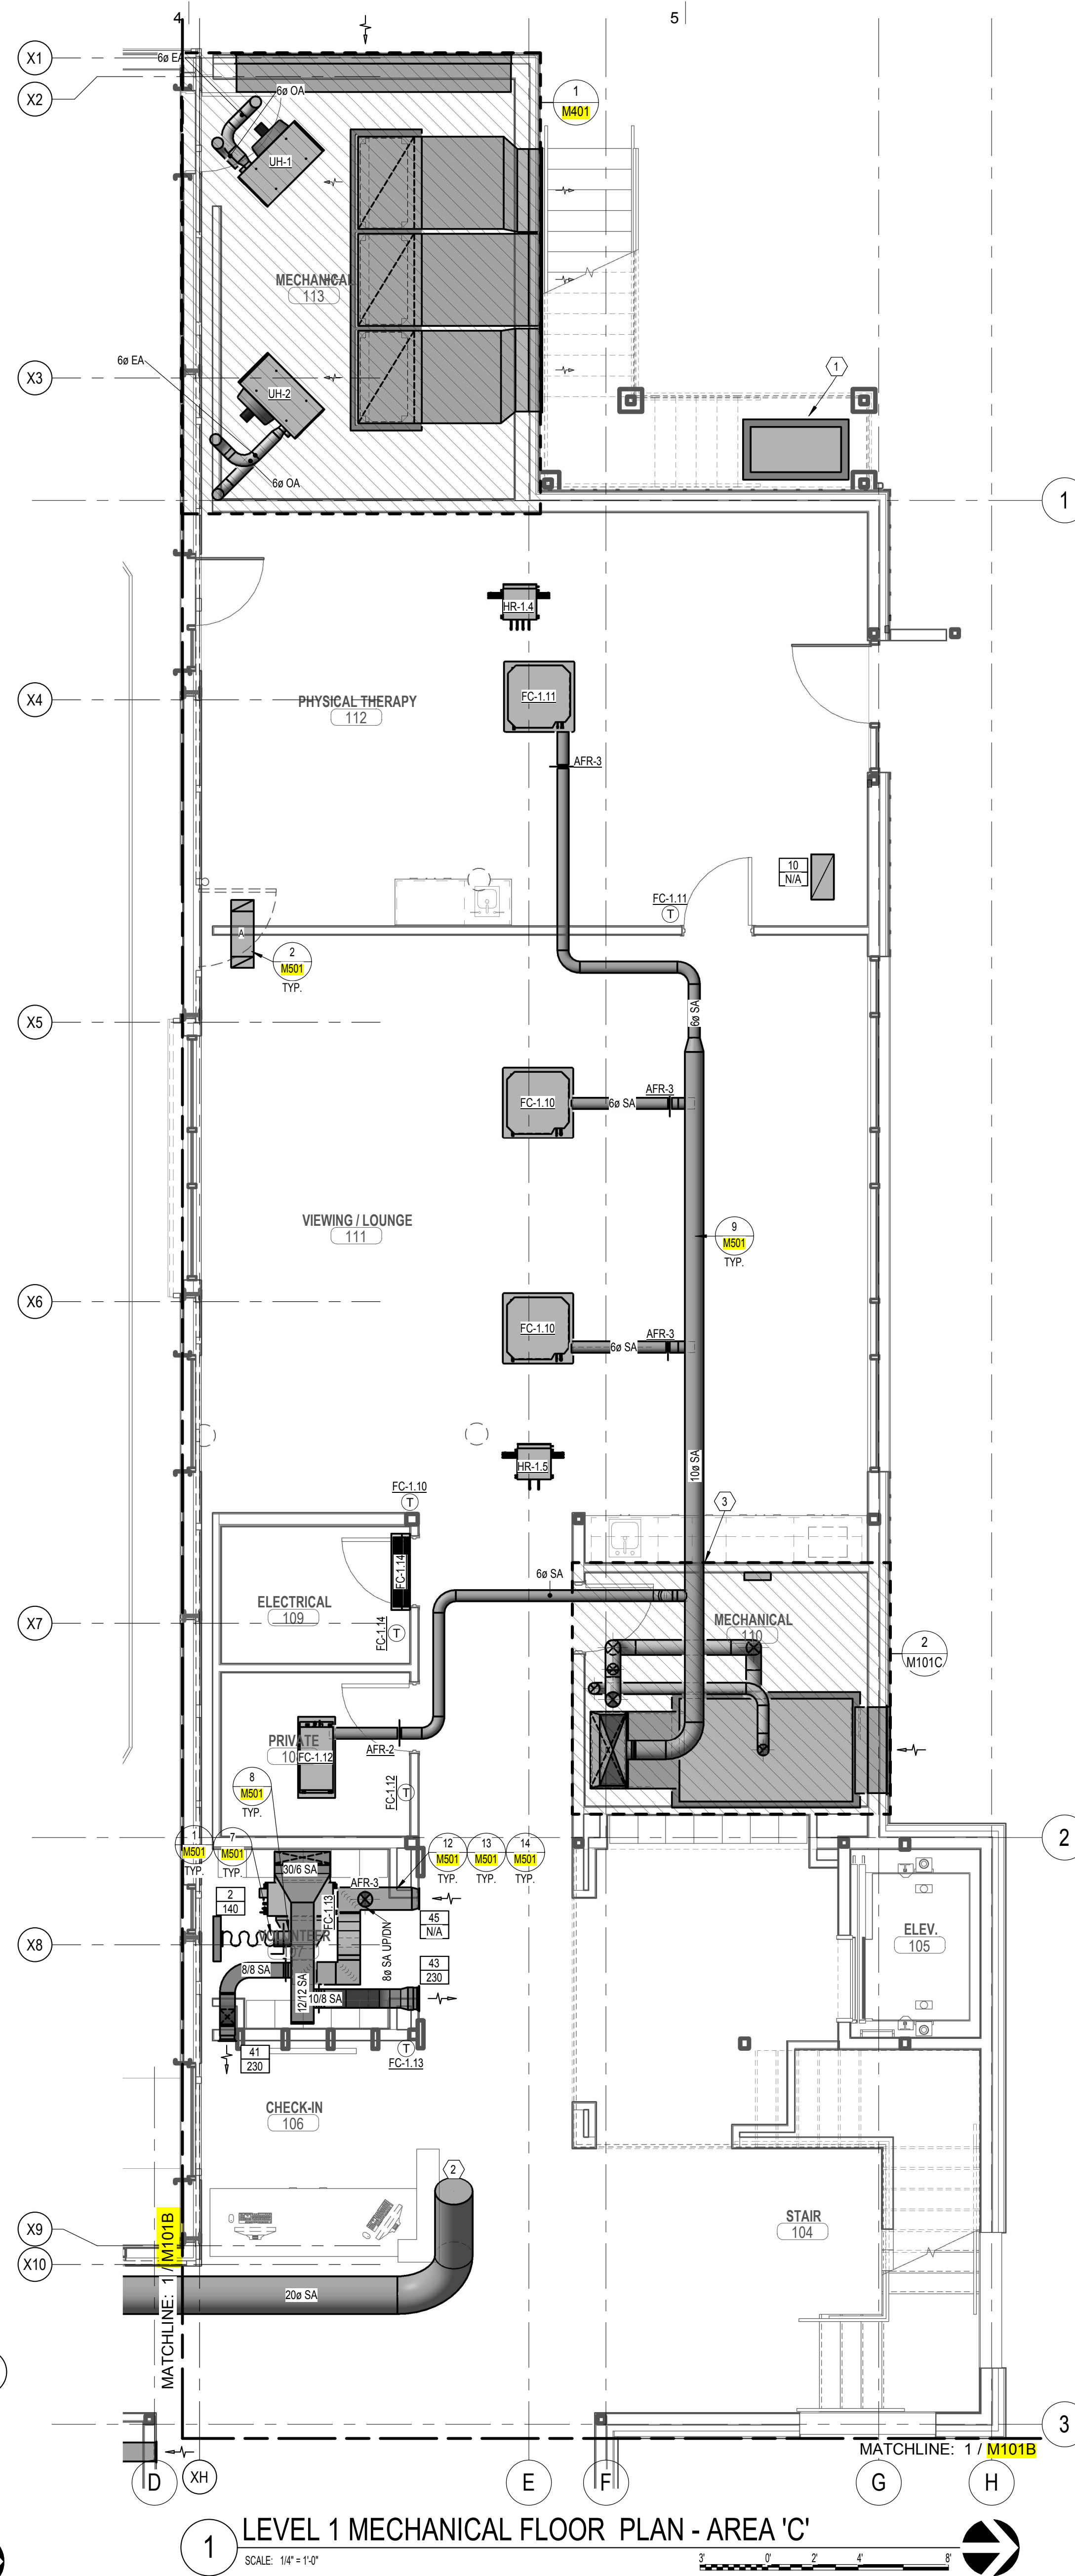 4
5
X1
6ø EA
X2
6ø OA
1
M401
UH-1
MECHANICAL
113
X3
6ø EA
UH-2
1
6ø OA
1
HR-1.4
X4
PHYSICAL THERAPY
112
FC-1.11
AFR-3
10
N/A
FC-1.11
T
A
2
M501
TYP.
X5
6ø SA
AFR-3
FC-1.10
6ø SA
VIEWING / LOUNGE
111
9
M501
TYP.
X6
FC-1.10
AFR-3
6ø SA
HR-1.5
10ø SA
FC-1.10
T
3
FC-1.14
6ø SA
ELECTRICAL
109
X7
FC-1.14
T
MECHANICAL
110
2
M101C
PRIVATE
10
FC-1.12
AFR-2
8
M501
TYP.
FC-1.12
T
1
M501
TYP.
7
M501
TYP.
12
M501
TYP.
13
M501
TYP.
14
M501
TYP.
2
30/6 SA
AFR-3
2
140
FC-1.13
45
N/A
X8
8ø SA UP/DN
ELEV.
105
8/8 SA
43
230
12/12 SA
10/8 SA
41
230
T
FC-1.13
CHECK-IN
106
2
X9
STAIR
104
X10
MATCHLINE: 1 / M101B
20ø SA
3
MATCHLINE: 1 / M101B
D
XH
E
F
G
H
1
LEVEL 1 MECHANICAL FLOOR PLAN - AREA 'C'
SCALE: 1/4" = 1'-0"
3'
0'
2'
4'
8'